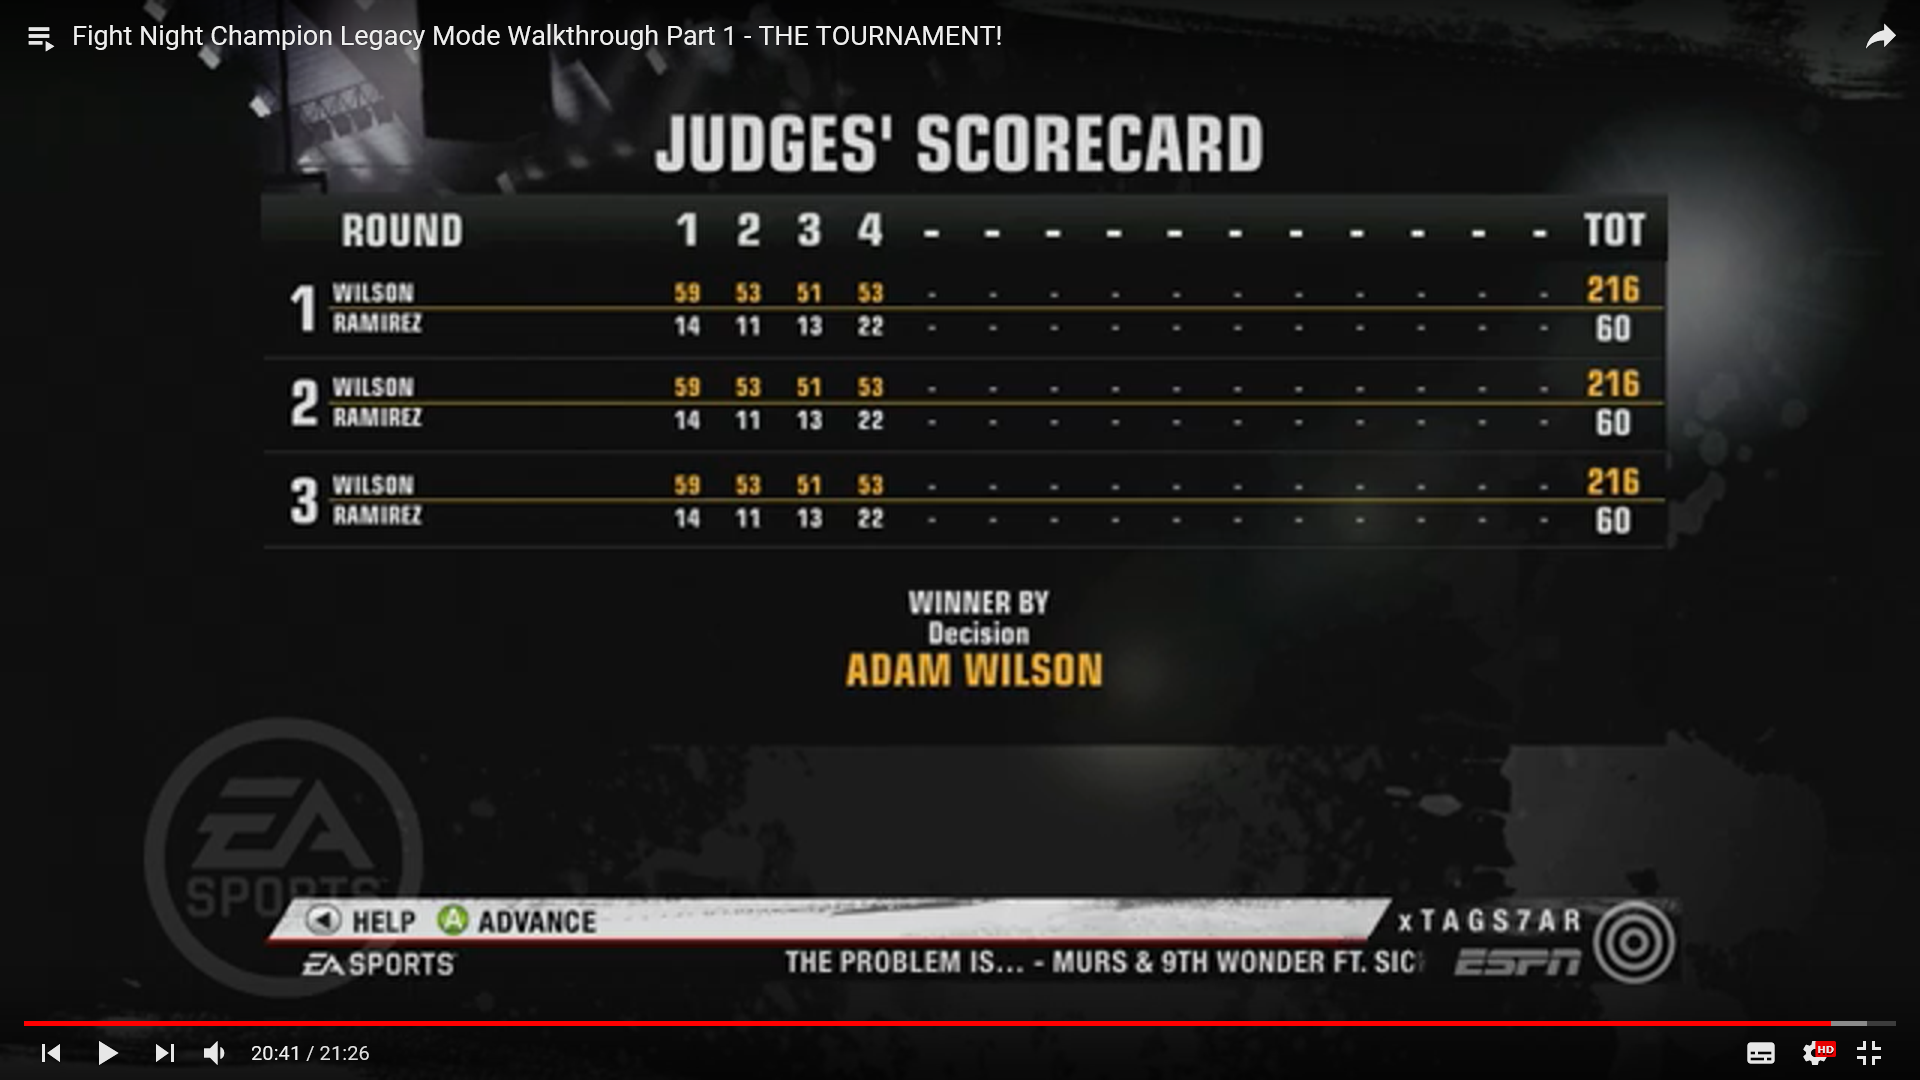 Fight Night Champion Legacy Mode Walkthrough Part 1 - THE TOURNAMENT!
JUDGES' SCORECARD
ROUND 1 2 3 4 - - - - - - - - - - - TOT
1 WILSON 59 53 51 53 - - - - - - - - - - - 216
RAMIREZ 14 11 13 22 - - - - - - - - - - - 60
2 WILSON 59 53 51 53 - - - - - - - - - - - 216
RAMIREZ 14 11 13 22 - - - - - - - - - - - 60
3 WILSON 59 53 51 53 - - - - - - - - - - - 216
RAMIREZ 14 11 13 22 - - - - - - - - - - - 60
WINNER BY
Decision
ADAM WILSON
EA
SPORTS
HELP A ADVANCE xTAGS7AR
EA SPORTS THE PROBLEM IS... - MURS & 9TH WONDER FT. SIC ESPN
20:41 / 21:26 HD